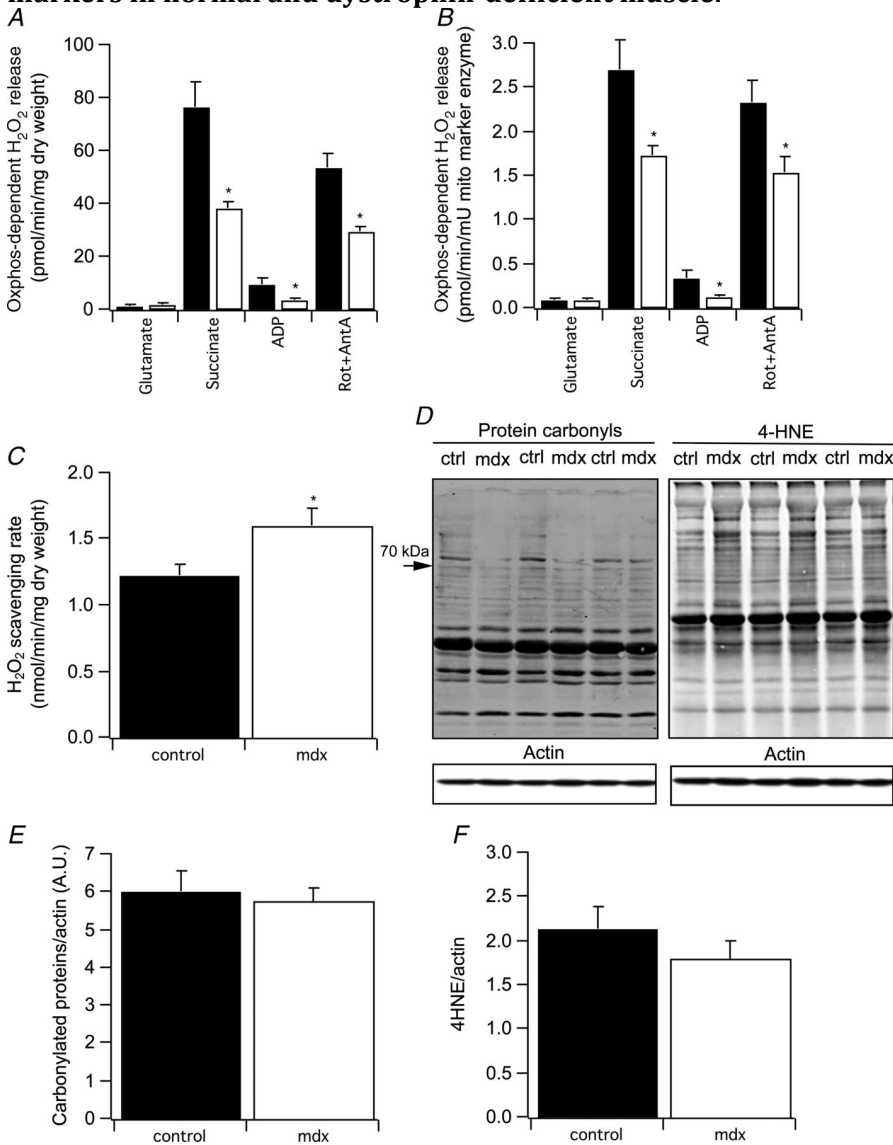 markers in normal and dystrophin-deficient muscle.
A
Oxphos-dependent H₂O₂ release
(pmol/min/mg dry weight)
100
80
60
40
20
0
*
*
*
Glutamate
Succinate
ADP
Rot+AntA
B
Oxphos-dependent H₂O₂ release
(pmol/min/mU mito marker enzyme)
3.0
2.5
2.0
1.5
1.0
0.5
0.0
*
*
*
Glutamate
Succinate
ADP
Rot+AntA
C
H₂O₂ scavenging rate
(nmol/min/mg dry weight)
2.0
1.5
1.0
0.5
0.0
*
control
mdx
D
Protein carbonyls
4-HNE
ctrl mdx ctrl mdx ctrl mdx
ctrl mdx ctrl mdx ctrl mdx
70 kDa
Actin
Actin
E
Carbonylated proteins/actin (A.U.)
7
6
5
4
3
2
1
0
control
mdx
F
4HNE/actin
3.0
2.5
2.0
1.5
1.0
0.5
0.0
control
mdx